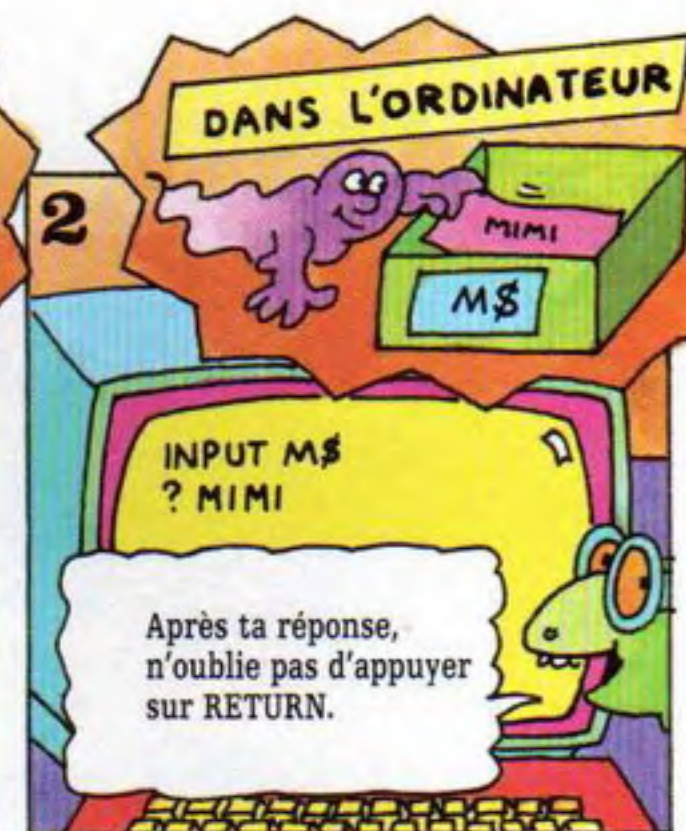 DANS L'ORDINATEUR
2
MIMI
M$
INPUT M$
? MIMI
Après ta réponse,
n'oublie pas d'appuyer
sur RETURN.